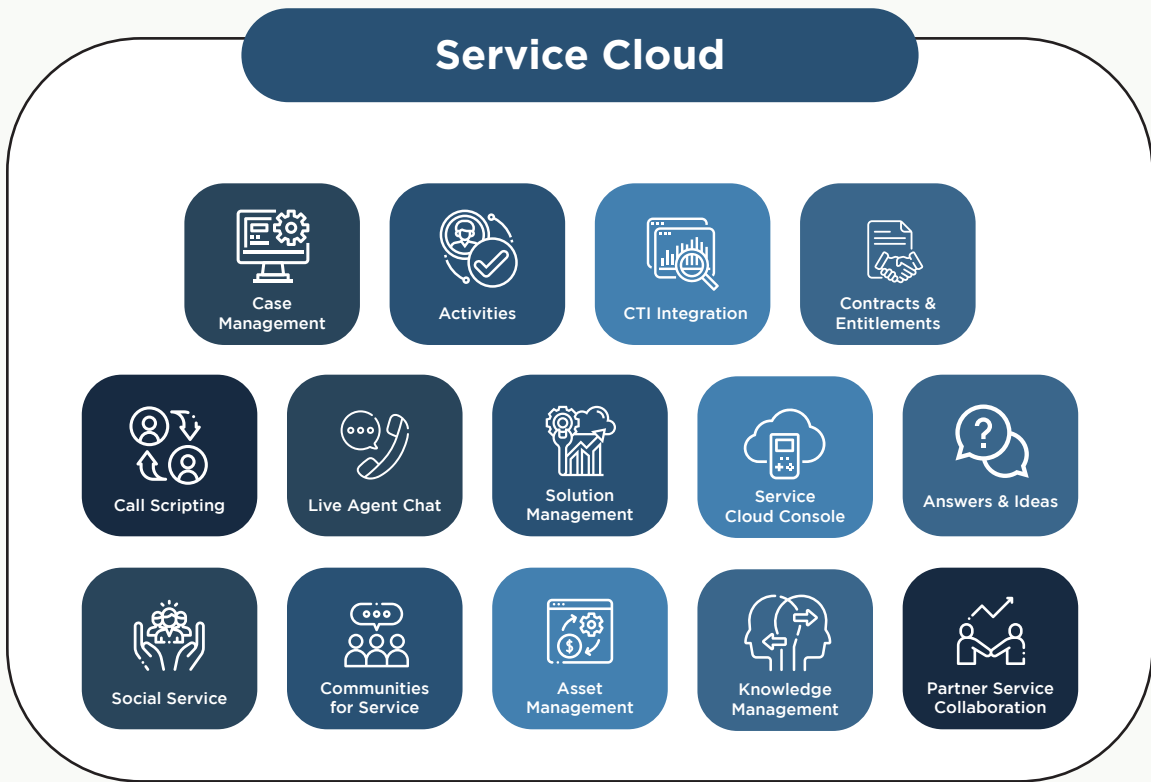 Service Cloud
Case
Management
Activities
CTI Integration
Contracts &
Entitlements
Call Scripting
Live Agent Chat
Solution
Management
Service
Cloud Console
?
Answers & Ideas
Social Service
Communities
for Service
$
Asset
Management
Knowledge
Management
Partner Service
Collaboration